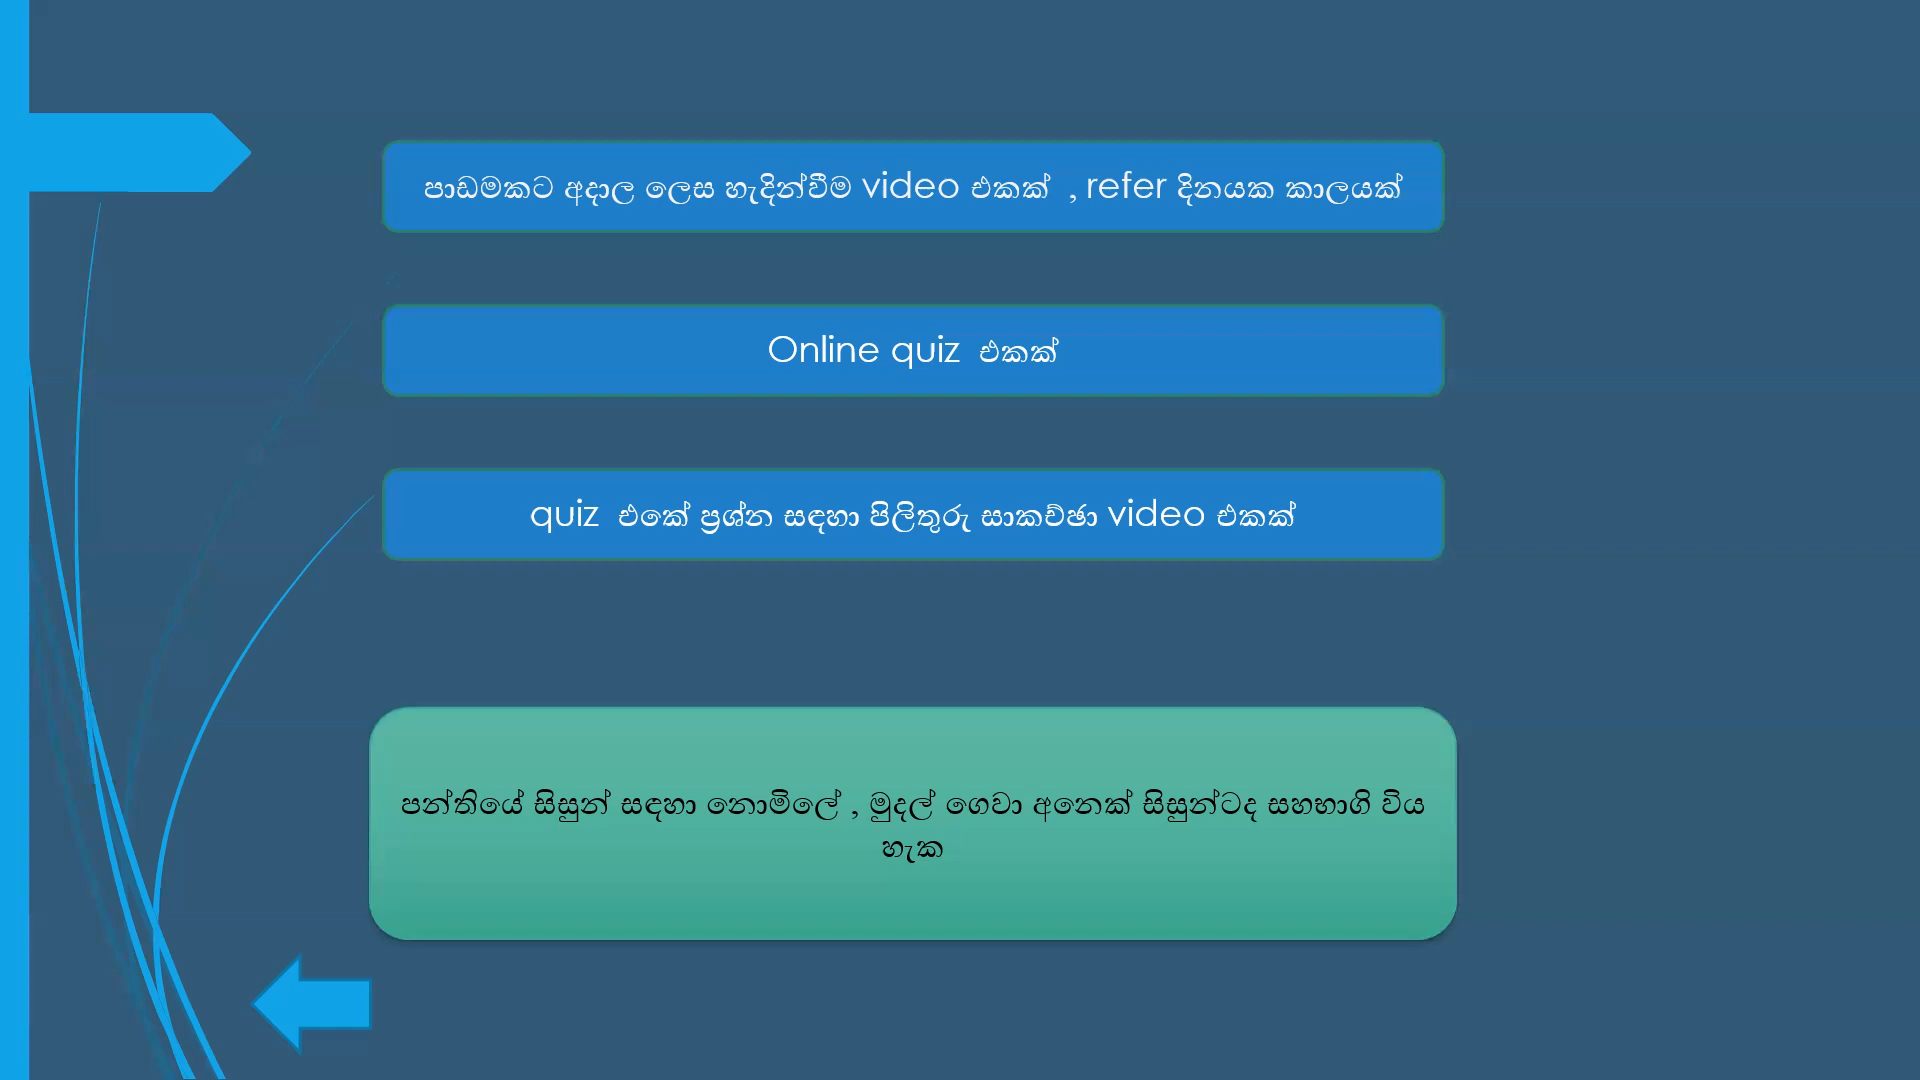 පාඩමකට අදාල ලෙස හැදින්වීම video එකක් , refer දිනයක කාලයක්
Online quiz එකක්
quiz එකේ ප්‍රශ්න සඳහා පිලිතුරු සාකච්ඡා video එකක්
පන්තියේ සිසුන් සඳහා නොමිලේ , මුදල් ගෙවා අනෙක් සිසුන්ටද සහභාගි විය
හැක